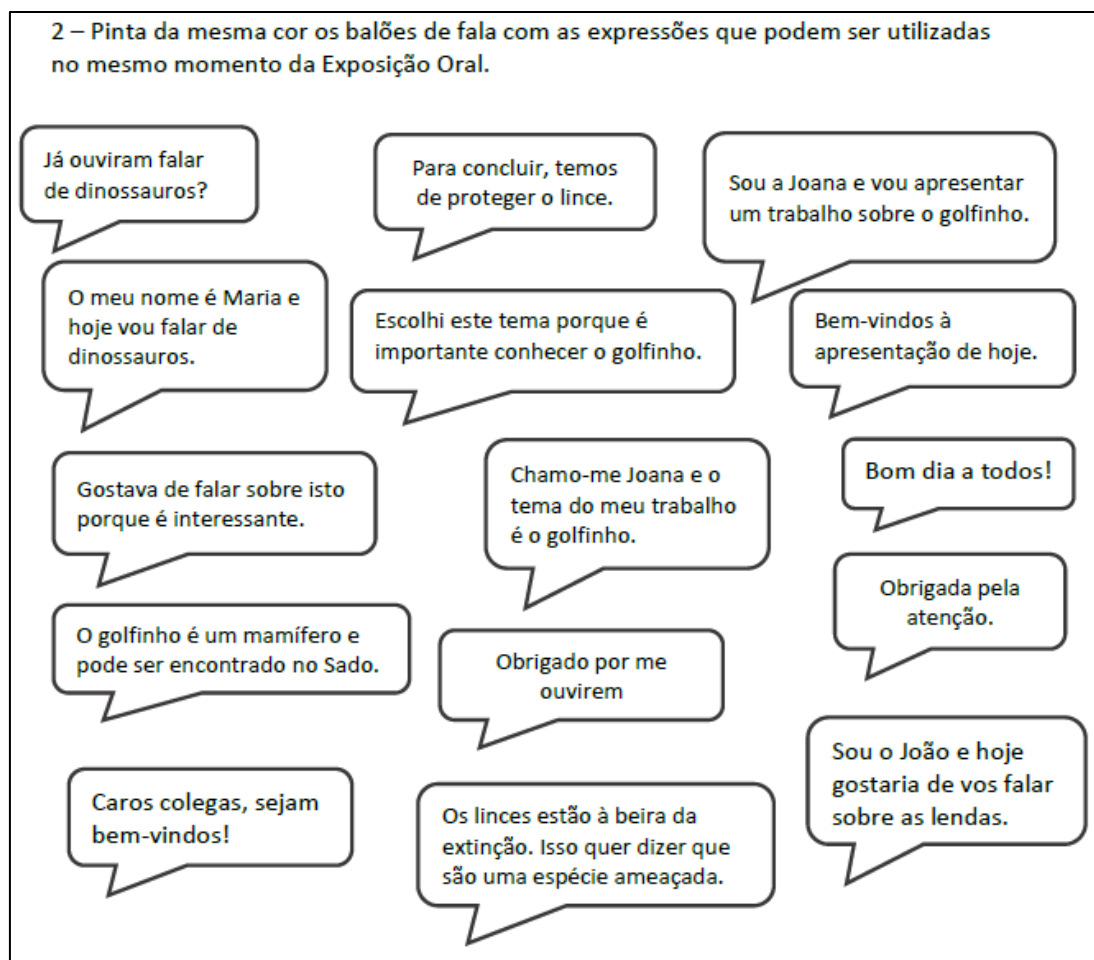 2 – Pinta da mesma cor os balões de fala com as expressões que podem ser utilizadas
no mesmo momento da Exposição Oral.
Já ouviram falar
de dinossauros?
Para concluir, temos
de proteger o lince.
Sou a Joana e vou apresentar
um trabalho sobre o golfinho.
O meu nome é Maria e
hoje vou falar de
dinossauros.
Escolhi este tema porque é
importante conhecer o golfinho.
Bem-vindos à
apresentação de hoje.
Gostava de falar sobre isto
porque é interessante.
Chamo-me Joana e o
tema do meu trabalho
é o golfinho.
Bom dia a todos!
Obrigada pela
atenção.
O golfinho é um mamífero e
pode ser encontrado no Sado.
Obrigado por me
ouvirem
Sou o João e hoje
gostaria de vos falar
sobre as lendas.
Caros colegas, sejam
bem-vindos!
Os linces estão à beira da
extinção. Isso quer dizer que
são uma espécie ameaçada.